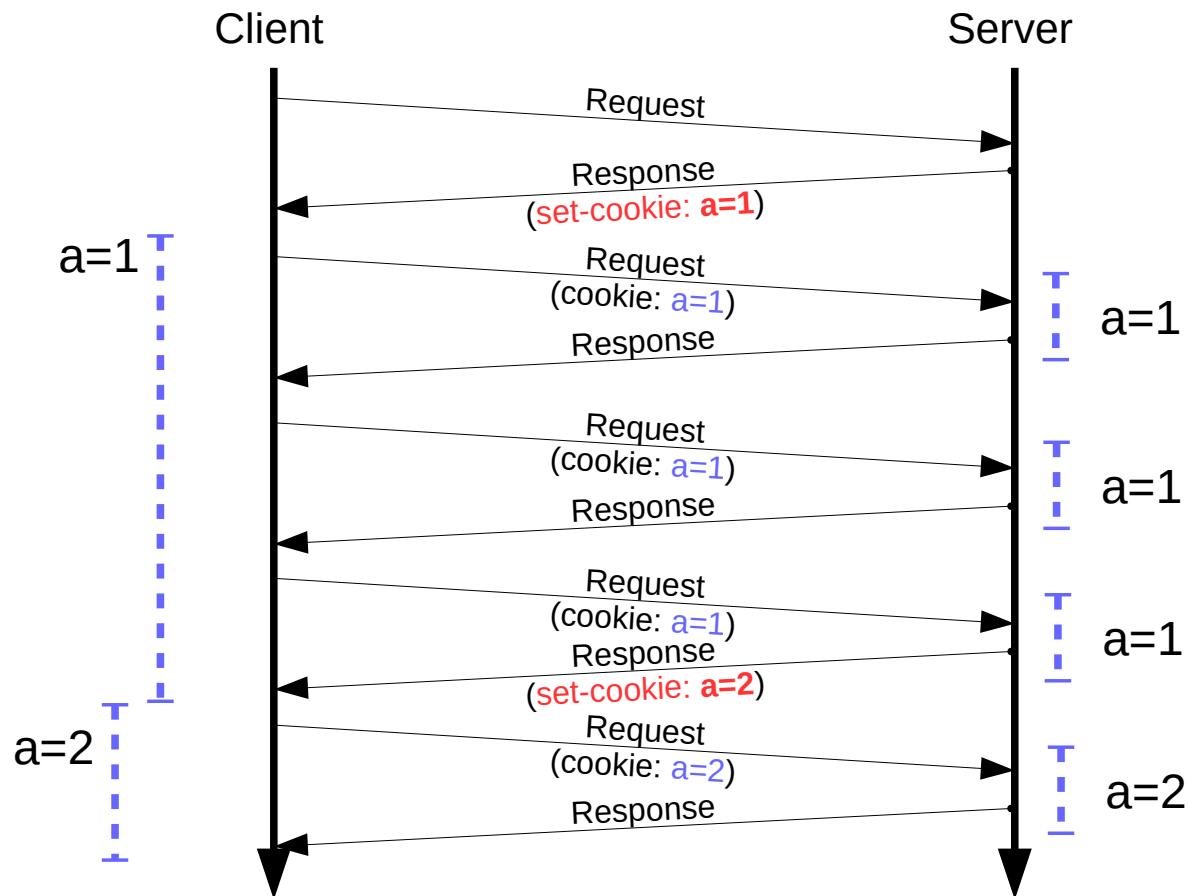 Client
Server
Request
Response
(set-cookie: a=1)
a=1
Request
(cookie: a=1)
a=1
Response
Request
(cookie: a=1)
a=1
Response
Request
(cookie: a=1)
a=1
Response
(set-cookie: a=2)
a=2
Request
(cookie: a=2)
a=2
Response